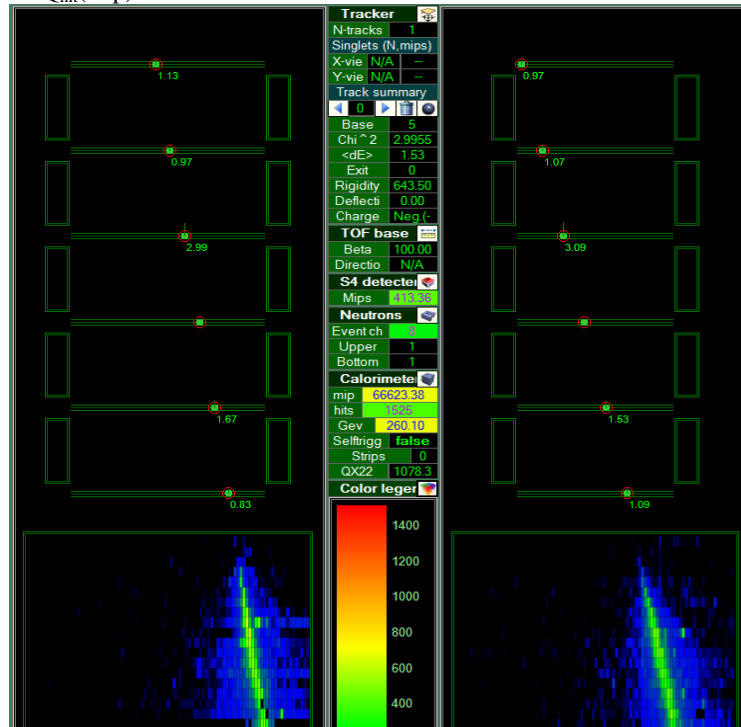 Tracker
N-tracks 1
Singlets (N,mips)
X-vie N/A --
Y-vie N/A --
Track summary
0
Base 5
Chi^2 2.9955
<dE> 1.53
Exit 0
Rigidity 643.50
Deflecti 0.00
Charge Neg.(-
TOF base
Beta 100.00
Directio N/A
S4 detecte
Mips 413.36
Neutrons
Event ch 8
Upper 1
Bottom 1
Calorimete
mip 66623.38
hits 1525
Gev 260.10
Selftrigg false
Strips 0
QX22 1078.3
Color leger
1400
1200
1000
800
600
400
1.13
0.97
2.99
1.67
0.83
0.97
1.07
3.09
1.53
1.09